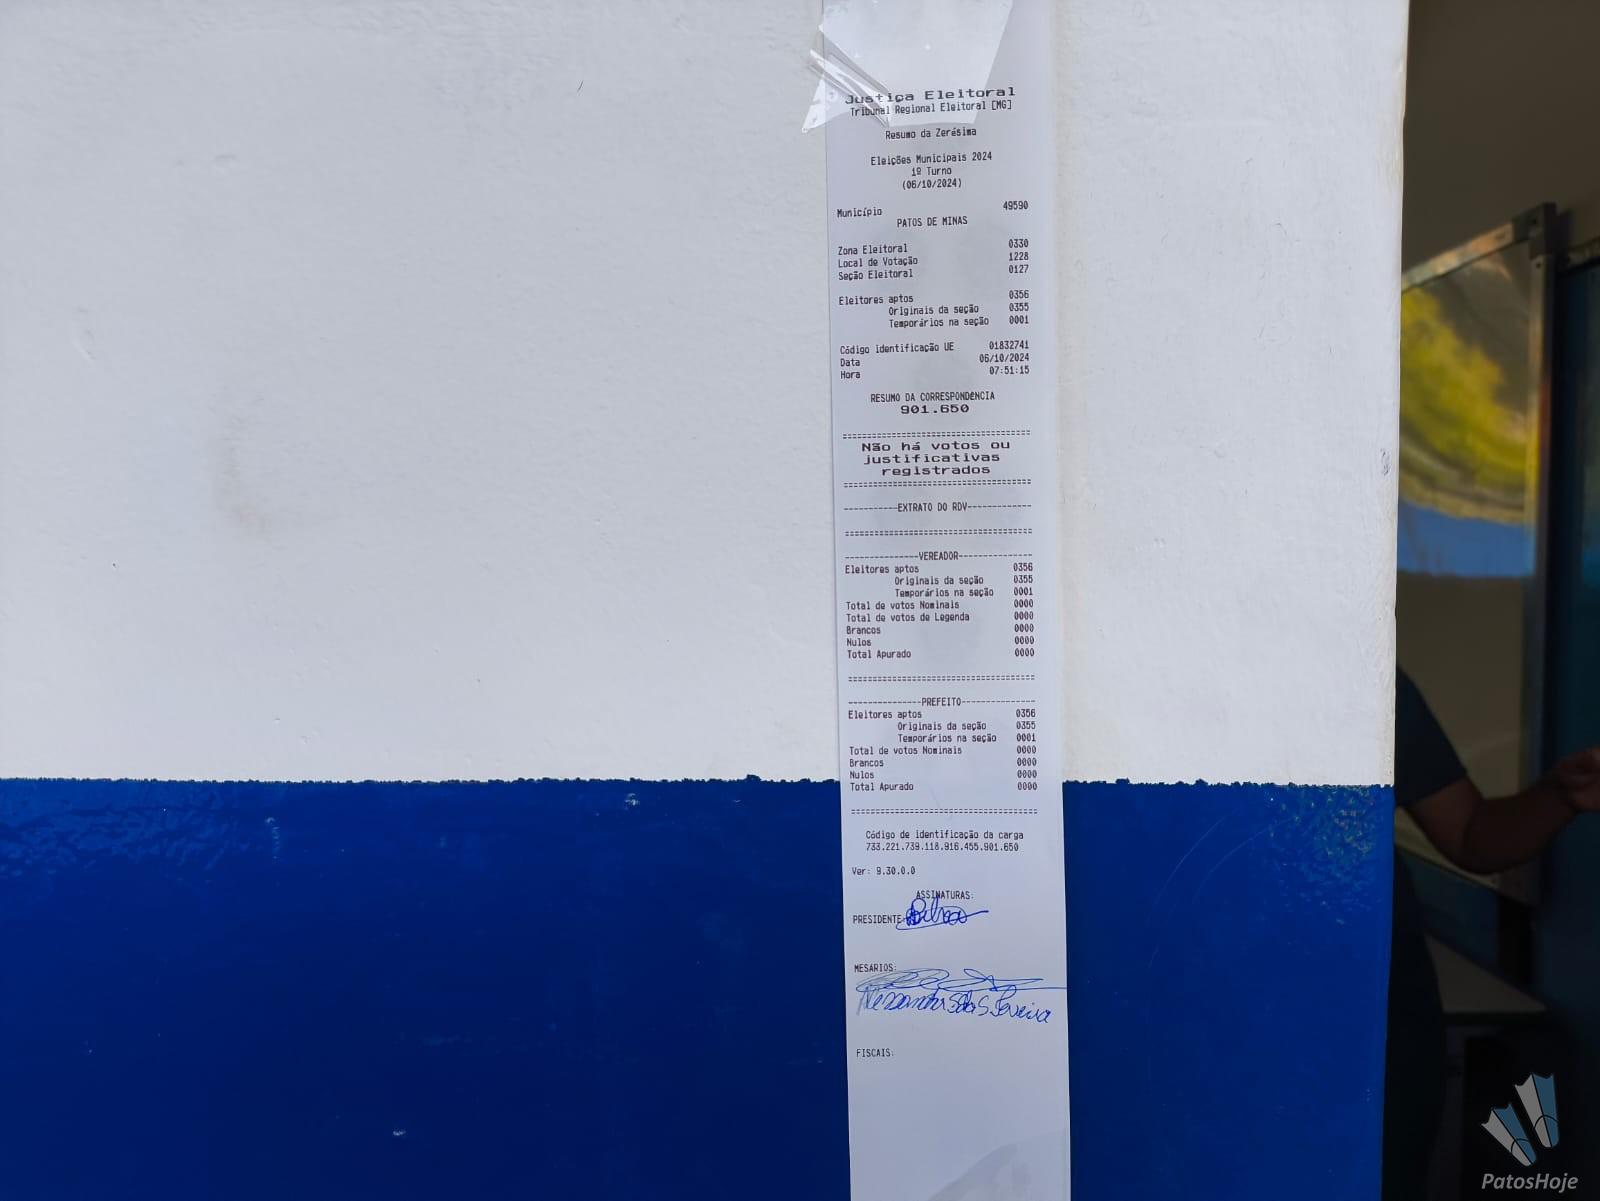 Justiça Eleitoral
Tribunal Regional Eleitoral [MG]
Resumo da Zerésima
Eleições Municipais 2024
1º Turno
(06/10/2024)
Município 49590
PATOS DE MINAS
Zona Eleitoral 0330
Local de Votação 1228
Seção Eleitoral 0127
Eleitores aptos 0356
Originais da seção 0355
Temporários na seção 0001
Código identificação UE 01832741
Data 06/10/2024
Hora 07:51:15
RESUMO DA CORRESPONDÊNCIA
901.650
=====================================
Não há votos ou
justificativas
registrados
=====================================
-----------EXTRATO DO RDV-------------
=====================================
---------------VEREADOR---------------
Eleitores aptos 0356
Originais da seção 0355
Temporários na seção 0001
Total de votos Nominais 0000
Total de votos de Legenda 0000
Brancos 0000
Nulos 0000
Total Apurado 0000
=====================================
---------------PREFEITO---------------
Eleitores aptos 0356
Originais da seção 0355
Temporários na seção 0001
Total de votos Nominais 0000
Brancos 0000
Nulos 0000
Total Apurado 0000
=====================================
Código de identificação da carga
733.221.739.118.916.455.901.650
Ver: 9.30.0.0
ASSINATURAS:
PRESIDENTE
MESÁRIOS:
FISCAIS:
PatosHoje